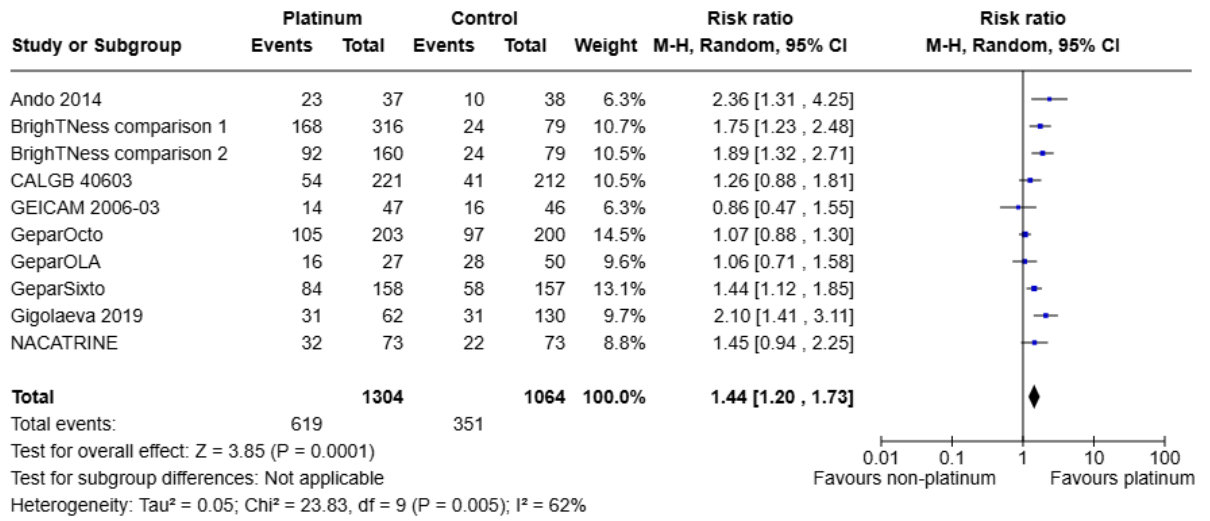 Platinum Control Risk ratio Risk ratio
Study or Subgroup Events Total Events Total Weight M-H, Random, 95% CI M-H, Random, 95% CI
Ando 2014 23 37 10 38 6.3% 2.36 [1.31 , 4.25]
BrighTNess comparison 1 168 316 24 79 10.7% 1.75 [1.23 , 2.48]
BrighTNess comparison 2 92 160 24 79 10.5% 1.89 [1.32 , 2.71]
CALGB 40603 54 221 41 212 10.5% 1.26 [0.88 , 1.81]
GEICAM 2006-03 14 47 16 46 6.3% 0.86 [0.47 , 1.55]
GeparOcto 105 203 97 200 14.5% 1.07 [0.88 , 1.30]
GeparOLA 16 27 28 50 9.6% 1.06 [0.71 , 1.58]
GeparSixto 84 158 58 157 13.1% 1.44 [1.12 , 1.85]
Gigolaeva 2019 31 62 31 130 9.7% 2.10 [1.41 , 3.11]
NACATRINE 32 73 22 73 8.8% 1.45 [0.94 , 2.25]
Total 1304 1064 100.0% 1.44 [1.20 , 1.73]
Total events: 619 351
Test for overall effect: Z = 3.85 (P = 0.0001)
Test for subgroup differences: Not applicable
Heterogeneity: Tau² = 0.05; Chi² = 23.83, df = 9 (P = 0.005); I² = 62%
0.01 0.1 1 10 100
Favours non-platinum Favours platinum